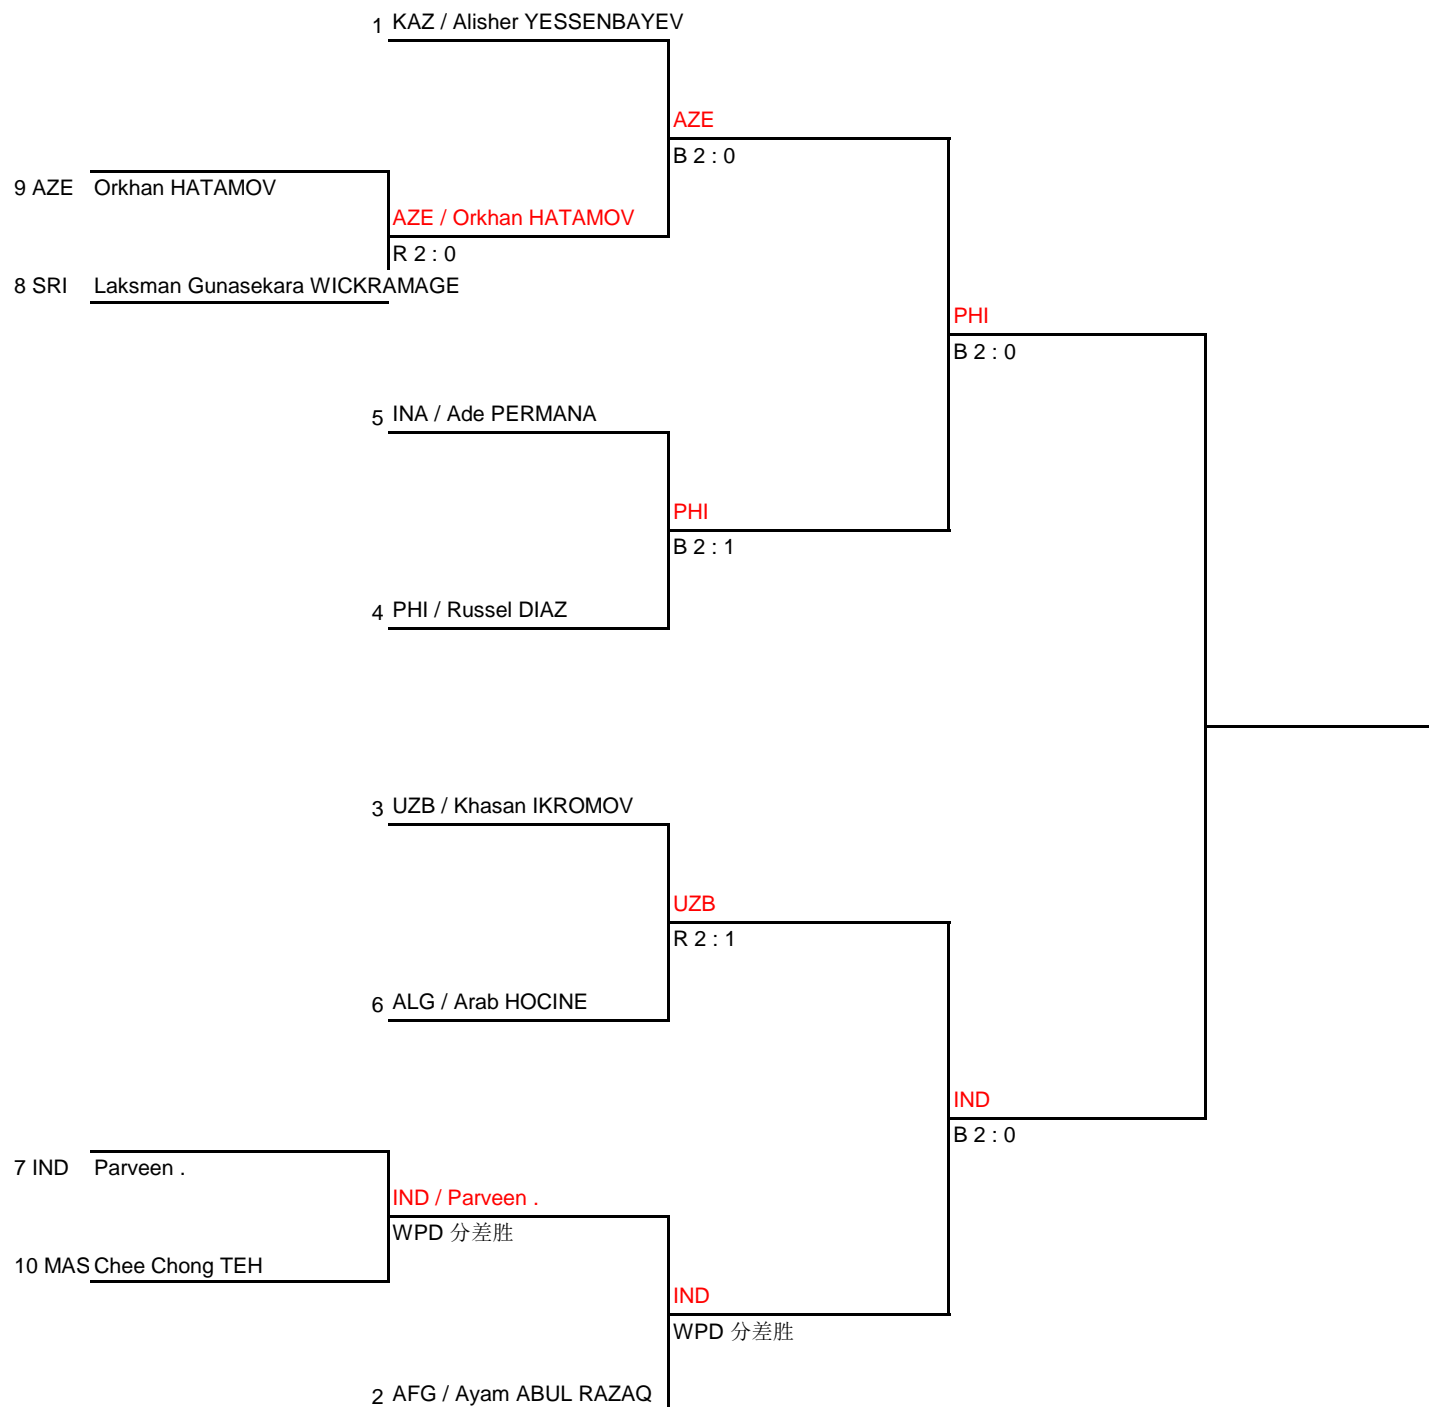 1 KAZ / Alisher YESSENBAYEV
AZE
B 2 : 0
9 AZE Orkhan HATAMOV
AZE / Orkhan HATAMOV
R 2 : 0
8 SRI Laksman Gunasekara WICKRAMAGE
PHI
B 2 : 0
5 INA / Ade PERMANA
PHI
B 2 : 1
4 PHI / Russel DIAZ
3 UZB / Khasan IKROMOV
UZB
R 2 : 1
6 ALG / Arab HOCINE
IND
B 2 : 0
7 IND Parveen .
IND / Parveen .
WPD 分差胜
10 MAS Chee Chong TEH
IND
WPD 分差胜
2 AFG / Ayam ABUL RAZAQ